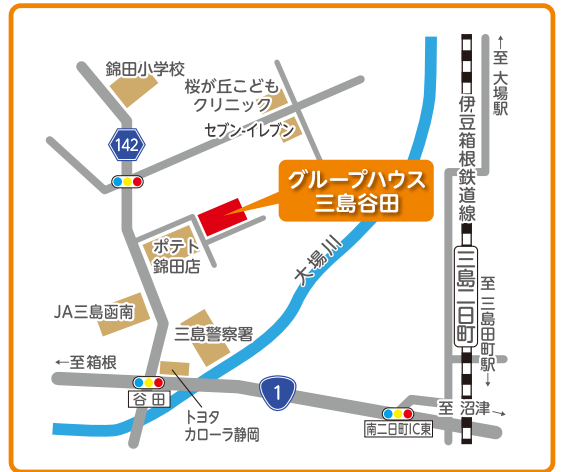 錦田小学校
桜が丘こども
クリニック
セブン-イレブン
142
グループハウス
三島谷田
ポテト
錦田店
大場川
JA三島函南
三島警察署
←至箱根
谷田
トヨタ
カローラ静岡
1
南二日町IC東
至 沼津→
←至 大場駅
伊豆箱根鉄道線
三島二日町
至 三島田町駅→